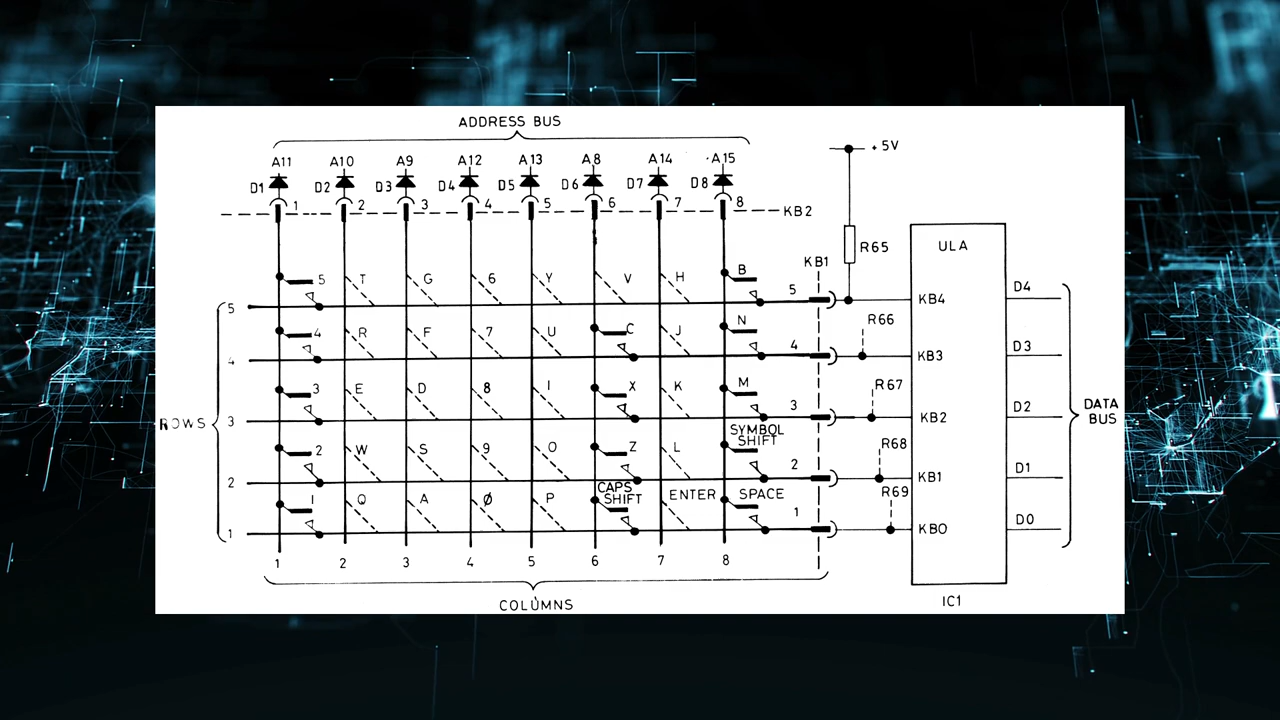 ADDRESS BUS
A11 A10 A9 A12 A13 A8 A14 A15
D1 D2 D3 D4 D5 D6 D7 D8
1 2 3 4 5 6 7 8 KB2
+5V
R65
ULA
KB1
5 T G 6 Y V H B
5 5 KB4 D4
R66
4 R F 7 U C J N
4 4 KB3 D3
R67
3 E D 8 I X K M
3 3 KB2 D2
ROWS
DATA
BUS
SYMBOL
SHIFT
R68
2 W S 9 O Z L
2 2 KB1 D1
CAPS
SHIFT
R69
1 Q A Ø P ENTER SPACE
1 1 KB0 D0
1 2 3 4 5 6 7 8
COLUMNS
IC1